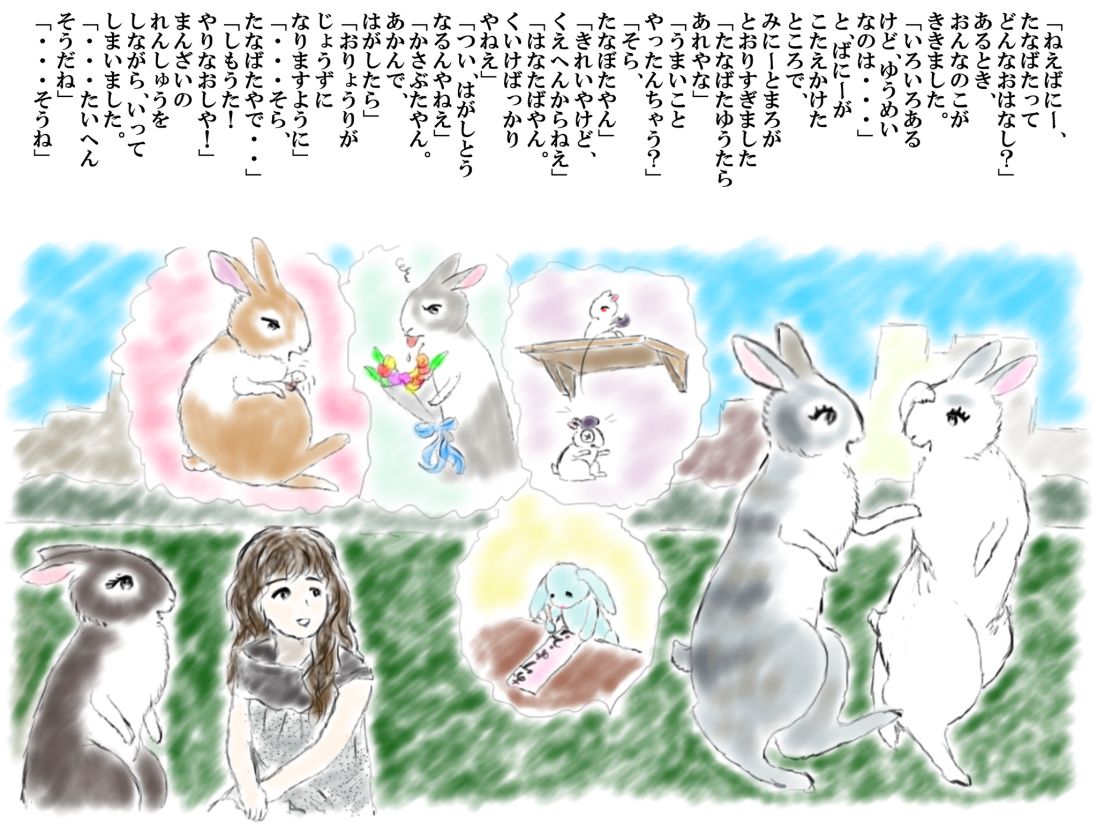 「ねえばにー、
たなばたって
どんなおはなし？」
あるとき、
おんなのこが
ききました。
「いろいろある
けど、ゆうめい
なのは・・・」
と、ばにーが
こたえかけた
ところで、
みにーとまろが
とおりすぎました
「たなばたゆうたら
あれやな」
「うまいこと
やったんちゃう？」
「そら、
たなぼたやん」
「きれいやけど、
くえへんからねえ」
「はなたばやん。
くいけばっかり
やねえ」
「つい、はがしとう
なるんやねえ」
「かさぶたやん。
あかんで、
はがしたら」
「おりょうりが
じょうずに
なりますように」
「・・・そら、
たなばたやで・・」
「しもうた！
やりなおしや！」
まんざいの
れんしゅうを
しながら、いって
しまいました。
「・・・たいへん
そうだね」
「・・・そうね」